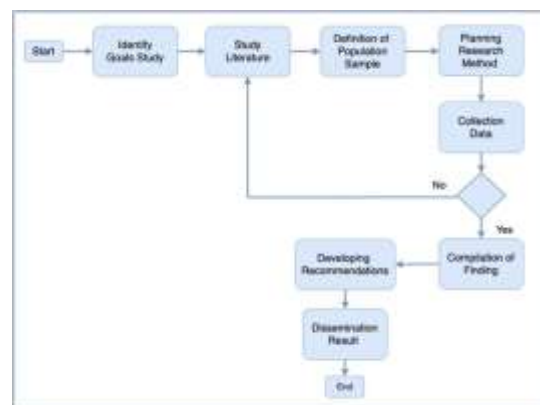 Start
Identify
Goals Study
Study
Literature
Definition of
Population
Sample
Planning
Research
Method
Collection
Data
No
Yes
Developing
Recommendations
Compilation of
Finding
Dissemination
Result
End